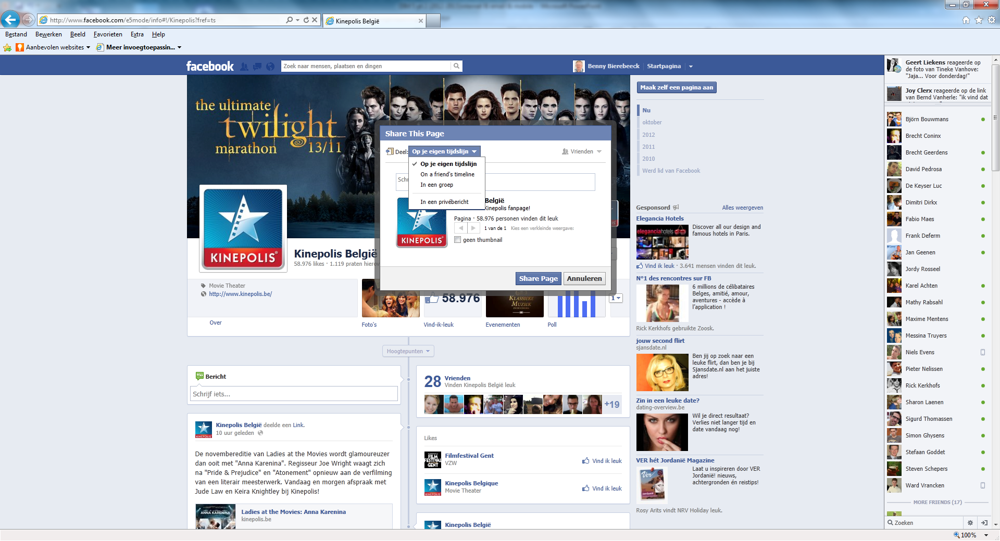 http://www.facebook.com/e5mode/info#!/Kinepolis?fref=ts
Kinepolis België
Bestand Bewerken Beeld Favorieten Extra Help
Aanbevolen websites Meer invoegtoepassin...
facebook
Zoek naar mensen, plaatsen en dingen
Benny Bierebeeck Startpagina
the ultimate
twilight
marathon 13/11
Share This Page
Deel: Op je eigen tijdslijn
Vrienden
Op je eigen tijdslijn
On a friend's timeline
In een groep
In een privébericht
Schr
België
Kinepolis fanpage!
Pagina · 58.976 personen vinden dit leuk
1 van de 1 Kies een verkleinde weergave:
geen thumbnail
KINEPOLIS
Share Page Annuleren
KINEPOLIS
Kinepolis België
58.976 likes · 1.119 praten hierov
Movie Theater
http://www.kinepolis.be/
Over
58.976
KLASSIEKE
MUZIEK
IN DE CINEMA
1
Foto's Vind-ik-leuk Evenementen Poll
Hoogtepunten
Bericht
Schrijf iets...
Kinepolis België deelde een Link.
10 uur geleden
De novembereditie van Ladies at the Movies wordt glamoureuzer
dan ooit met "Anna Karenina". Regisseur Joe Wright waagt zich
na "Pride & Prejudice" en "Atonement" opnieuw aan de verfilming
van een literair meesterwerk. Vandaag en morgen afspraak met
Jude Law en Keira Knightley bij Kinepolis!
ANNA KARENINA
Ladies at the Movies: Anna Karenina
kinepolis.be
28 Vrienden
Vinden Kinepolis België leuk
+19
Likes
FILM
FESTIVAL
GENT
Filmfestival Gent
VZW
Vind ik leuk
KINEPOLIS
Kinepolis Belgique
Movie Theater
Vind ik leuk
Kinepolis België
Maak zelf een pagina aan
Nu
oktober
2012
2011
2010
Werd lid van Facebook
Gesponsord Alles weergeven
Elegancia Hotels
elegancia hotels
Discover all our design and
famous hotels in Paris.
Vind ik leuk · 3.641 mensen vinden dit leuk.
N°1 des rencontres sur FB
6 millions de célibataires
Belges, amitié, amour,
aventures - accède à
l'application !
Rick Kerkhofs gebruikte Zoosk.
jouw second flirt
sjansdate.nl
Ben jij op zoek naar een
leuke flirt, dan ben je bij
Sjansdate.nl aan het juiste
adres!
Zin in een leuke date?
dating-overview.be
Wil je direct resultaat?
Verlies niet langer tijd en
date vandaag nog!
VER hét Jordanië Magazine
Ver
Jordanië
Laat u inspireren door VER
Jordanië! nieuws,
achtergronden én reistips!
Rosy Arits vindt NRV Holiday leuk.
Geert Liekens reageerde op
de foto van Tineke Vanhove:
"Jaja... Voor donderdag!"
Joy Clerx reageerde op de link
van Bernd Vanherle: "ik vind dat
Björn Bouwmans
Brecht Coninx
Brecht Geerdens
David Pedrosa
De Keyser Luc
Dimitri Dirkx
Fabio Maes
Frank Deferm
Jan Geenen
Jordy Rosseel
Karel Achten
Mathy Rabsahl
Maxime Mentens
Messina Truyers
Niels Evens
Pieter Nelissen
Rick Kerkhofs
Sharon Laenen
Sigurd Thomassen
Simon Ghysens
Stefaan Goddet
Steven Schepers
Ward Vrancken
MORE FRIENDS (17)
Zoeken
100%